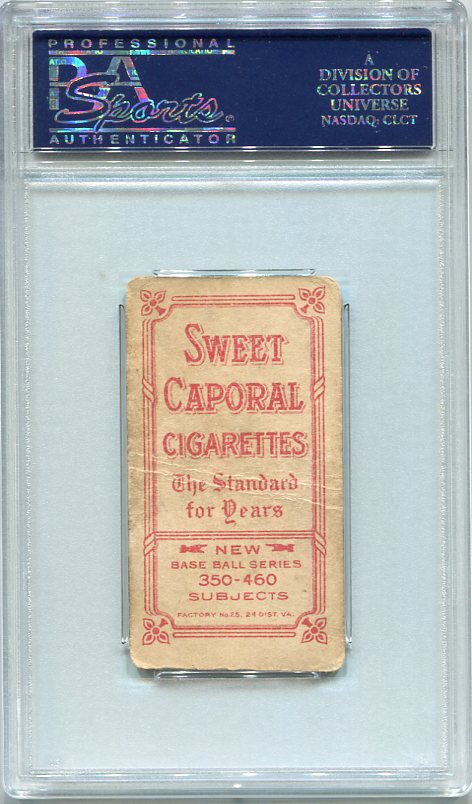 PROFESSIONAL
PSA
Sports.
AUTHENTICATOR
A
DIVISION OF
COLLECTORS
UNIVERSE
NASDAQ: CLCT
SWEET
CAPORAL
CIGARETTES
The Standard
for Years
NEW
BASE BALL SERIES
350-460
SUBJECTS
FACTORY No. 25, 2d DIST. VA.